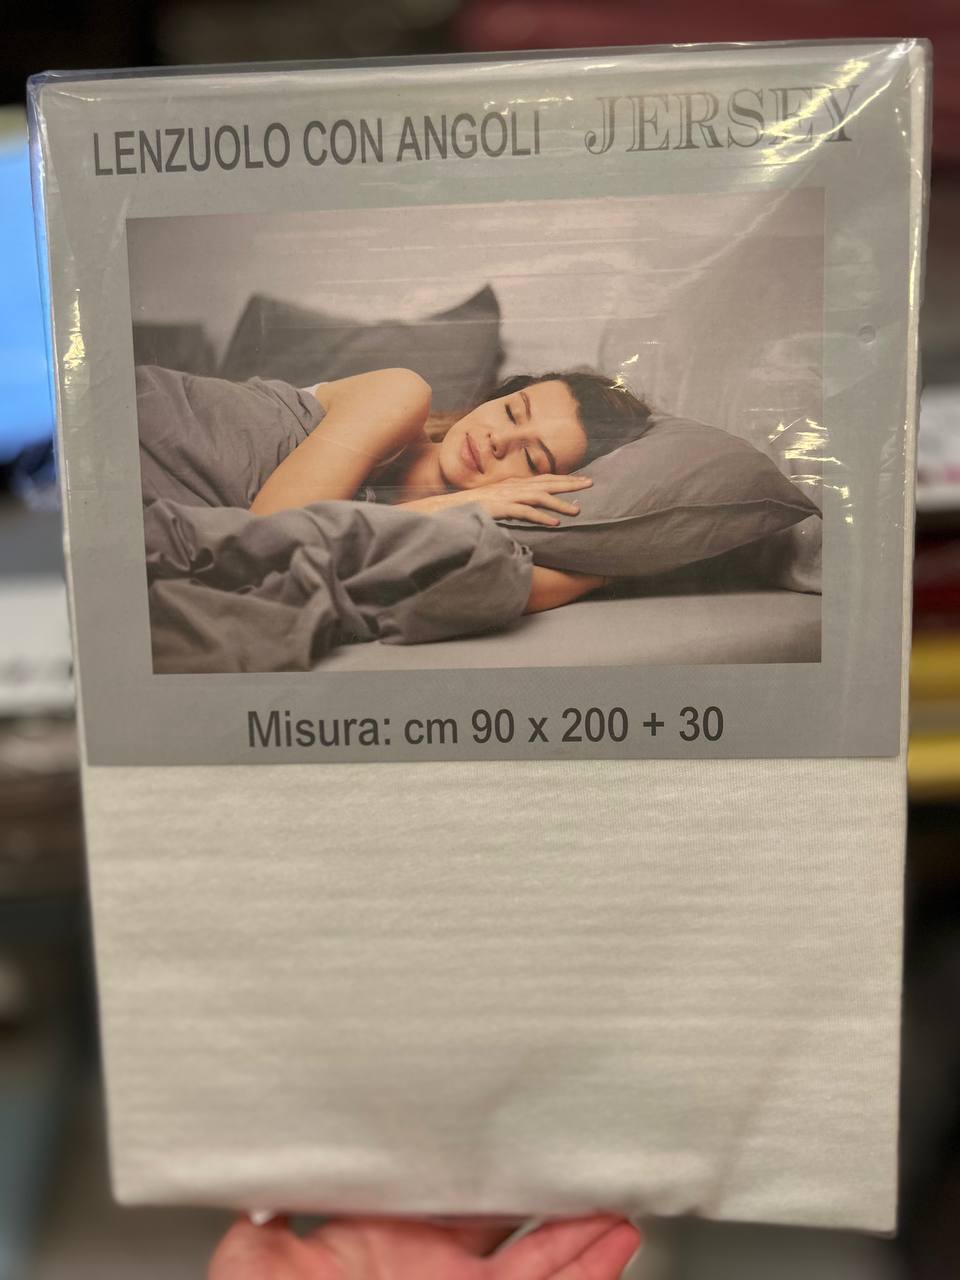 LENZUOLO CON ANGOLI JERSEY
Misura: cm 90 x 200 + 30